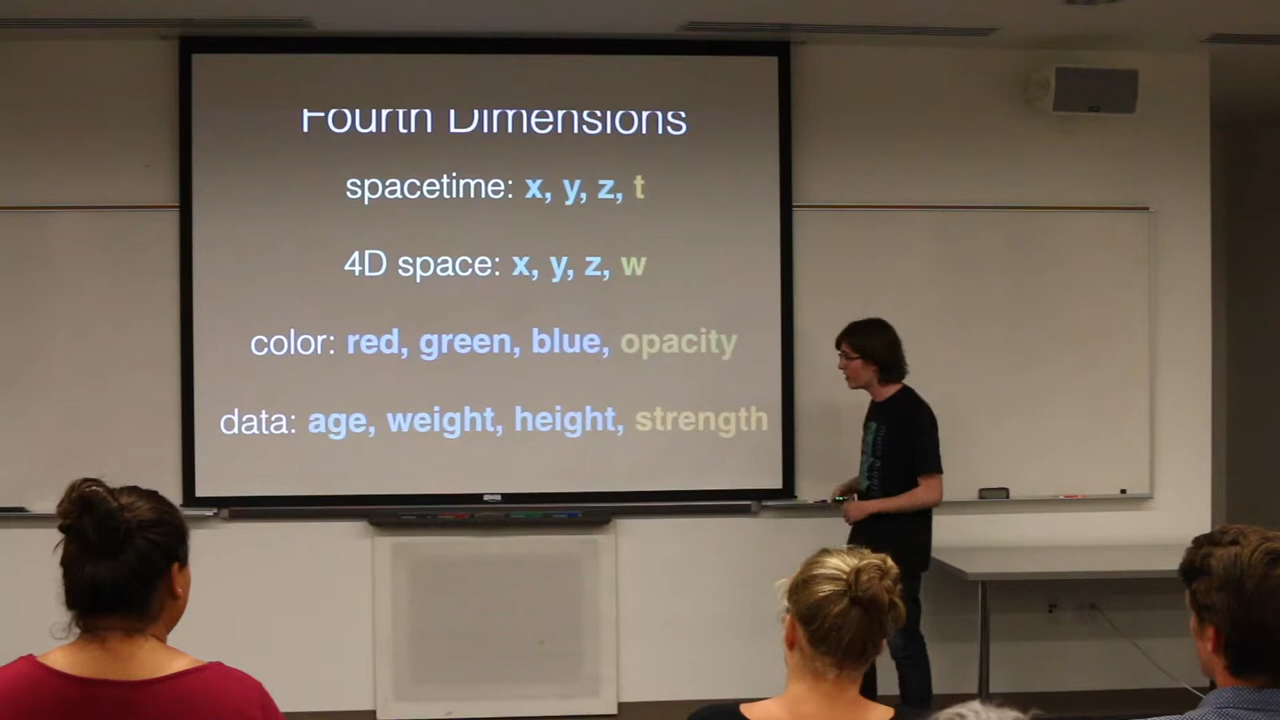 Fourth Dimensions
spacetime: x, y, z, t
4D space: x, y, z, w
color: red, green, blue, opacity
data: age, weight, height, strength